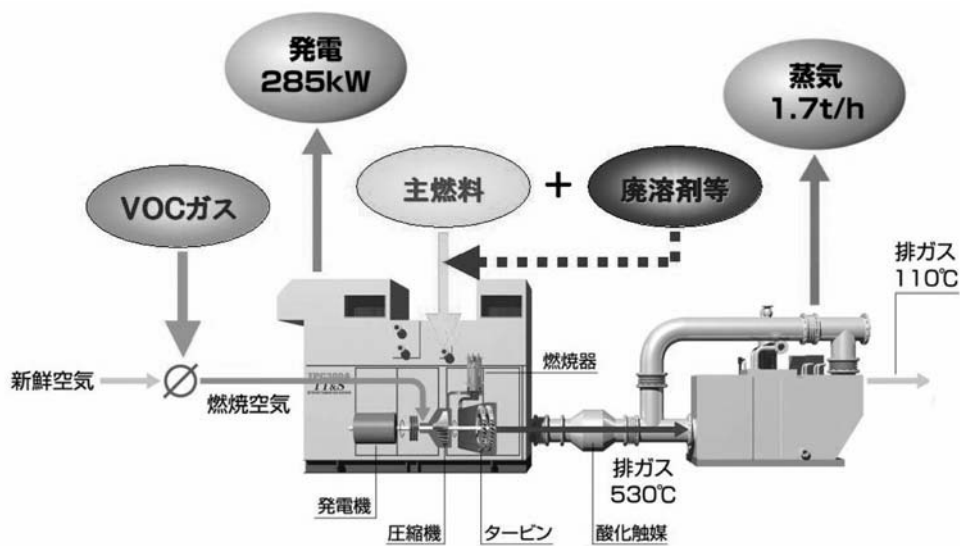 発電
285kW
蒸気
1.7t/h
VOCガス
主燃料
+
廃溶剤等
排ガス
110℃
新鮮空気
燃焼空気
燃焼器
排ガス
530℃
発電機
圧縮機
タービン
酸化触媒